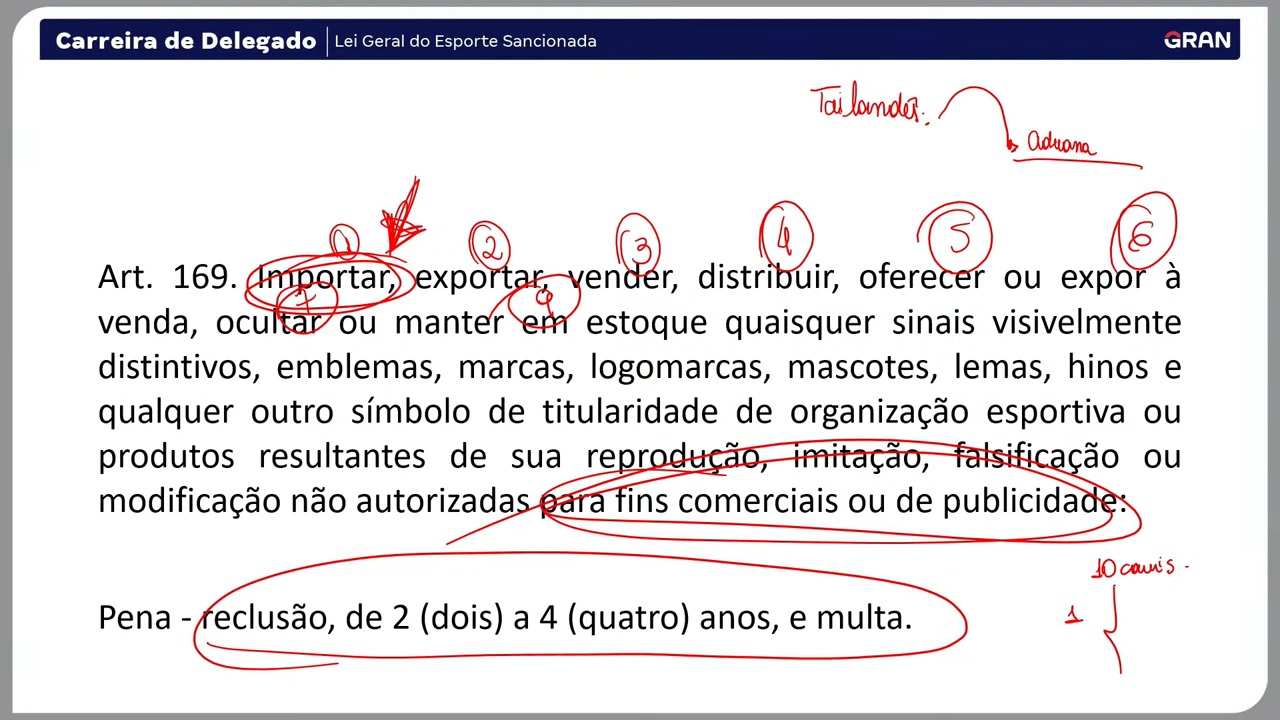 Carreira de Delegado | Lei Geral do Esporte Sancionada
GRAN
Tailandês.
Aduana
1 2 3 4 5 6
Art. 169. Importar, exportar, vender, distribuir, oferecer ou expor à
7 9
venda, ocultar ou manter em estoque quaisquer sinais visivelmente
distintivos, emblemas, marcas, logomarcas, mascotes, lemas, hinos e
qualquer outro símbolo de titularidade de organização esportiva ou
produtos resultantes de sua reprodução, imitação, falsificação ou
modificação não autorizadas para fins comerciais ou de publicidade:
10 camis.
Pena - reclusão, de 2 (dois) a 4 (quatro) anos, e multa.
1